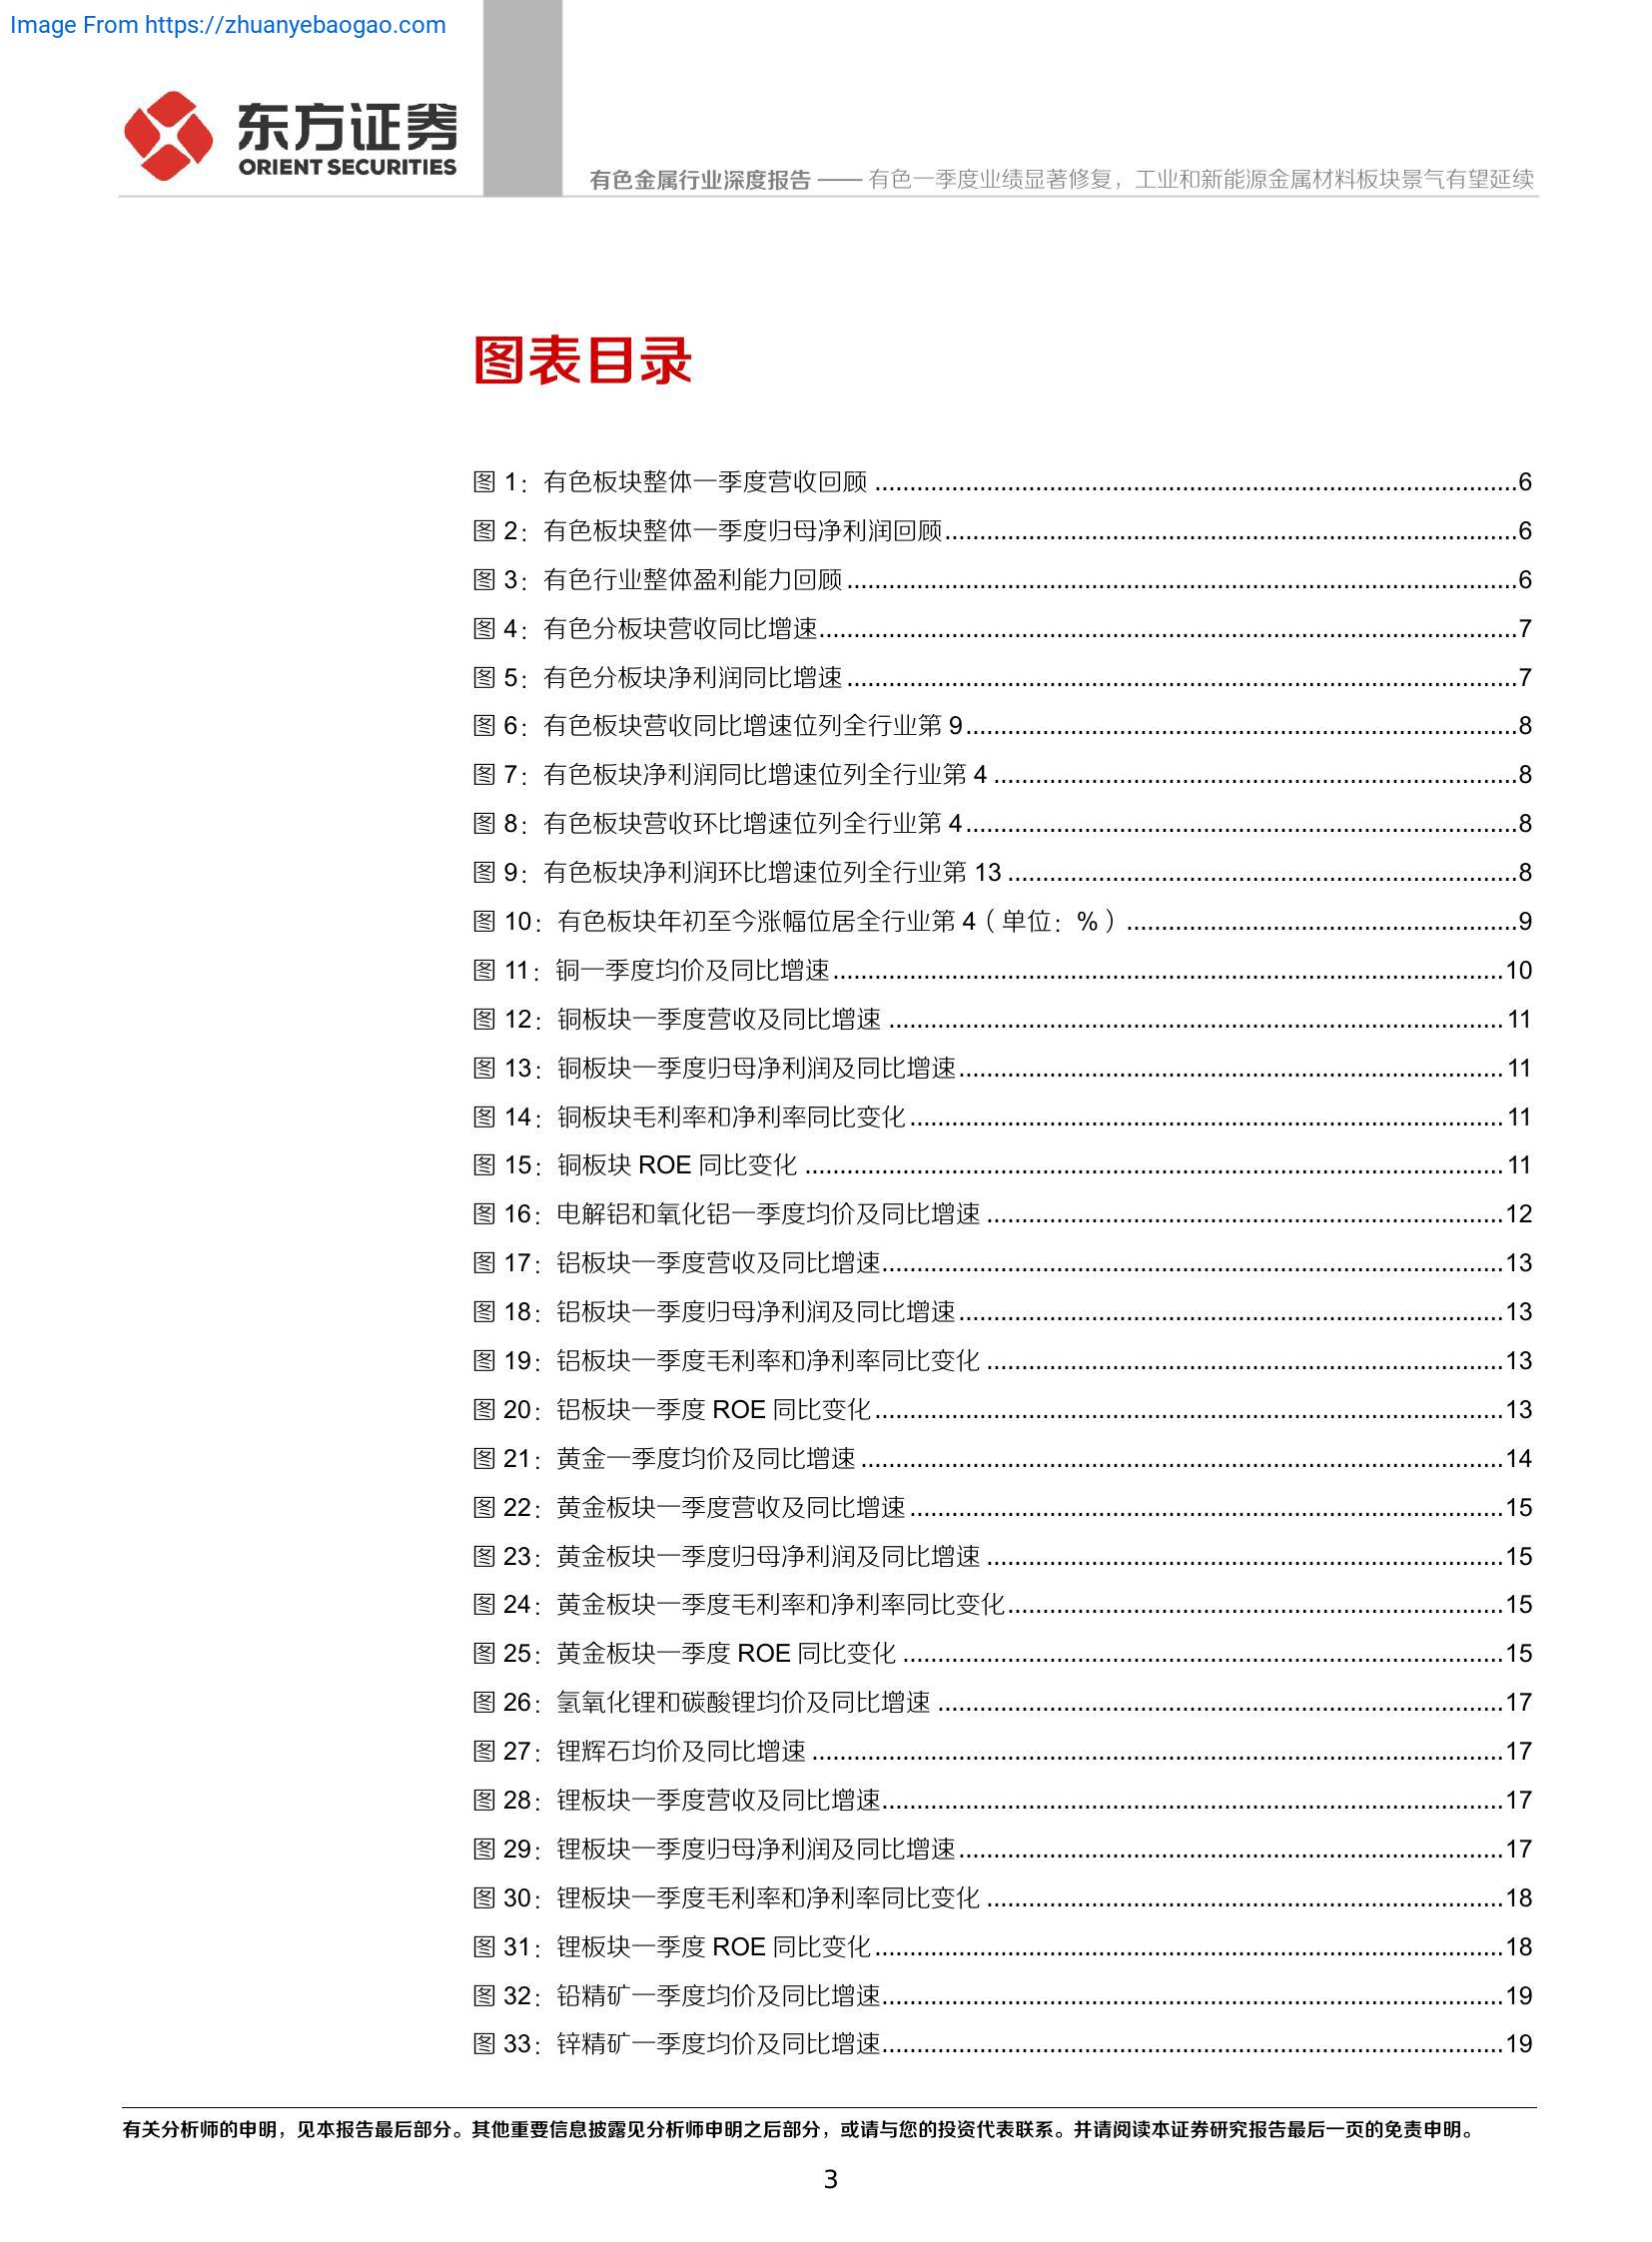 Image From https://zhuanyebaogao.com
东方证券
ORIENT SECURITIES
有色金属行业深度报告 —— 有色一季度业绩显著修复，工业和新能源金属材料板块景气有望延续
图表目录
图 1：有色板块整体一季度营收回顾 ........................................................ 6
图 2：有色板块整体一季度归母净利润回顾........................................................ 6
图 3：有色行业整体盈利能力回顾 ........................................................ 6
图 4：有色分板块营收同比增速........................................................ 7
图 5：有色分板块净利润同比增速 ........................................................ 7
图 6：有色板块营收同比增速位列全行业第 9........................................................ 8
图 7：有色板块净利润同比增速位列全行业第 4 ........................................................ 8
图 8：有色板块营收环比增速位列全行业第 4........................................................ 8
图 9：有色板块净利润环比增速位列全行业第 13 ........................................................ 8
图 10：有色板块年初至今涨幅位居全行业第 4（单位：%）........................................................ 9
图 11：铜一季度均价及同比增速........................................................ 10
图 12：铜板块一季度营收及同比增速 ........................................................ 11
图 13：铜板块一季度归母净利润及同比增速........................................................ 11
图 14：铜板块毛利率和净利率同比变化........................................................ 11
图 15：铜板块 ROE 同比变化 ........................................................ 11
图 16：电解铝和氧化铝一季度均价及同比增速 ........................................................ 12
图 17：铝板块一季度营收及同比增速........................................................ 13
图 18：铝板块一季度归母净利润及同比增速........................................................ 13
图 19：铝板块一季度毛利率和净利率同比变化 ........................................................ 13
图 20：铝板块一季度 ROE 同比变化........................................................ 13
图 21：黄金一季度均价及同比增速 ........................................................ 14
图 22：黄金板块一季度营收及同比增速........................................................ 15
图 23：黄金板块一季度归母净利润及同比增速 ........................................................ 15
图 24：黄金板块一季度毛利率和净利率同比变化........................................................ 15
图 25：黄金板块一季度 ROE 同比变化 ........................................................ 15
图 26：氢氧化锂和碳酸锂均价及同比增速 ........................................................ 17
图 27：锂辉石均价及同比增速 ........................................................ 17
图 28：锂板块一季度营收及同比增速........................................................ 17
图 29：锂板块一季度归母净利润及同比增速........................................................ 17
图 30：锂板块一季度毛利率和净利率同比变化 ........................................................ 18
图 31：锂板块一季度 ROE 同比变化........................................................ 18
图 32：铅精矿一季度均价及同比增速........................................................ 19
图 33：锌精矿一季度均价及同比增速........................................................ 19
有关分析师的申明，见本报告最后部分。其他重要信息披露见分析师申明之后部分，或请与您的投资代表联系。并请阅读本证券研究报告最后一页的免责申明。
3